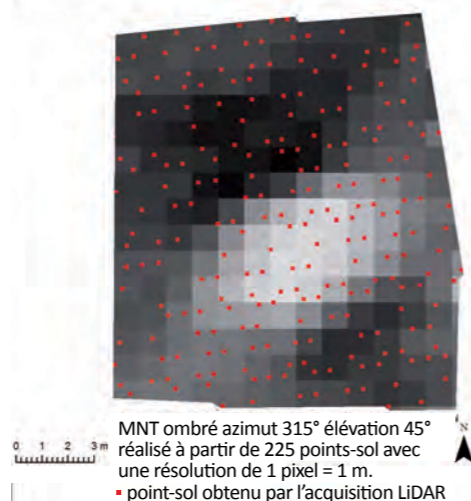 N
0 1 2 3 m
MNT ombré azimut 315° élévation 45°
réalisé à partir de 225 points-sol avec
une résolution de 1 pixel = 1 m.
point-sol obtenu par l'acquisition LiDAR